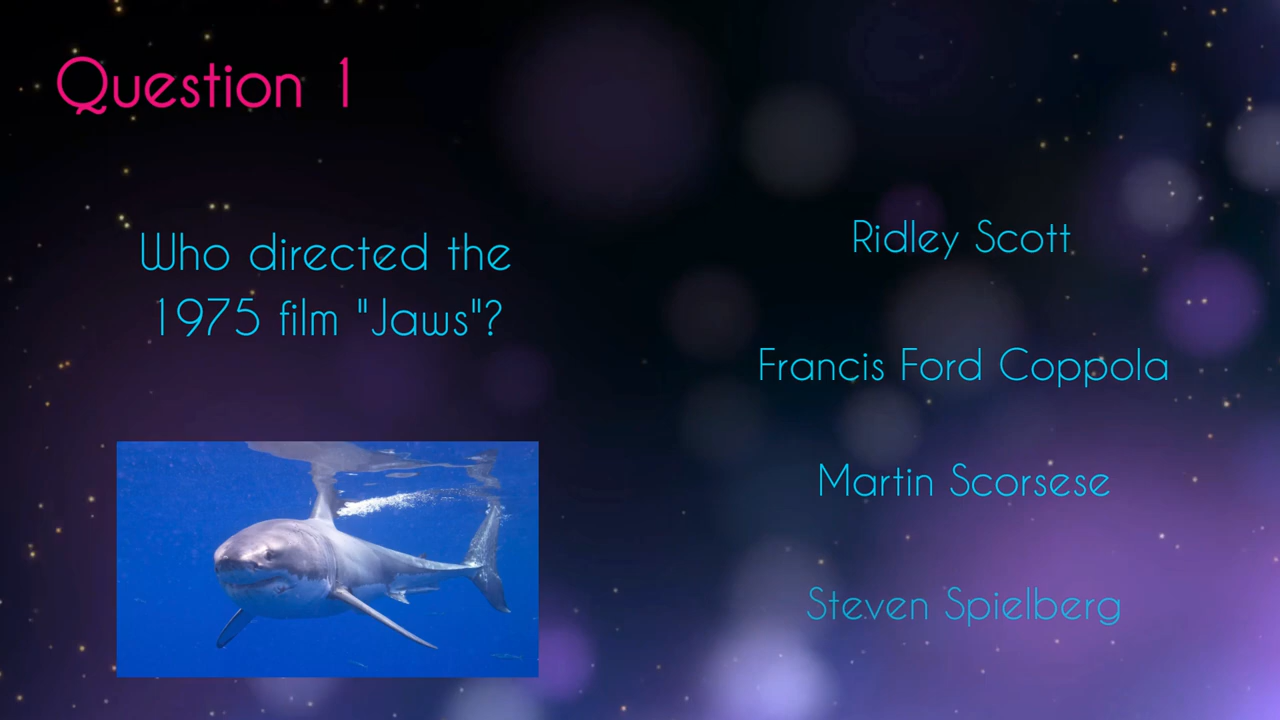 Question 1
Who directed the
1975 film "Jaws"?
Ridley Scott
Francis Ford Coppola
Martin Scorsese
Steven Spielberg